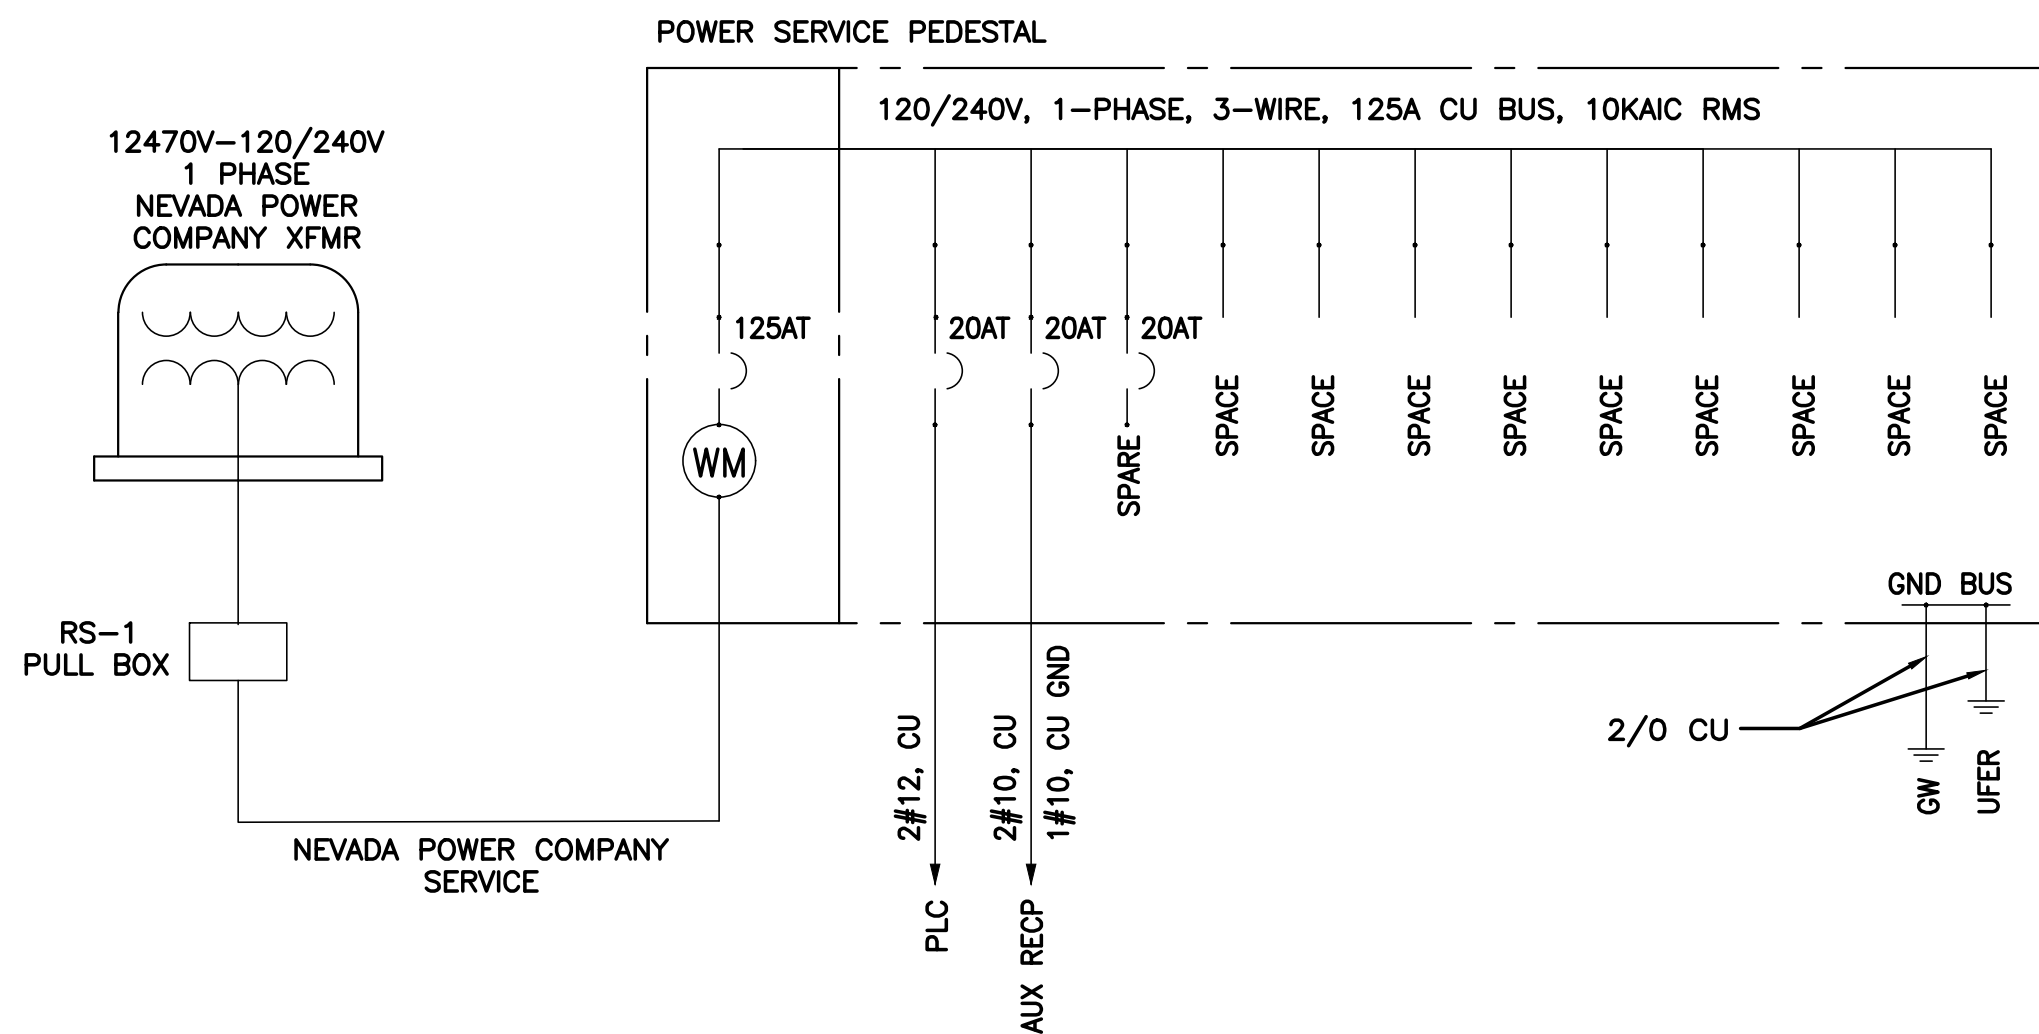 POWER SERVICE PEDESTAL
120/240V, 1-PHASE, 3-WIRE, 125A CU BUS, 10KAIC RMS
12470V-120/240V
1 PHASE
NEVADA POWER
COMPANY XFMR
125AT
20AT
20AT
20AT
WM
SPARE
SPACE
SPACE
SPACE
SPACE
SPACE
SPACE
SPACE
SPACE
SPACE
GND BUS
RS-1
PULL BOX
2/0 CU
GW
UFER
2#12, CU
2#10, CU
1#10, CU GND
NEVADA POWER COMPANY
SERVICE
PLC
AUX RECP